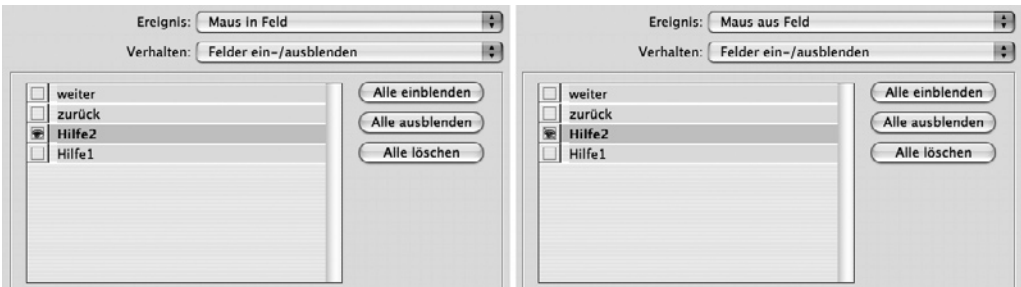 Ereignis: Maus in Feld
Verhalten: Felder ein-/ausblenden
weiter
zurück
Hilfe2
Hilfe1
Alle einblenden
Alle ausblenden
Alle löschen
Ereignis: Maus aus Feld
Verhalten: Felder ein-/ausblenden
weiter
zurück
Hilfe2
Hilfe1
Alle einblenden
Alle ausblenden
Alle löschen